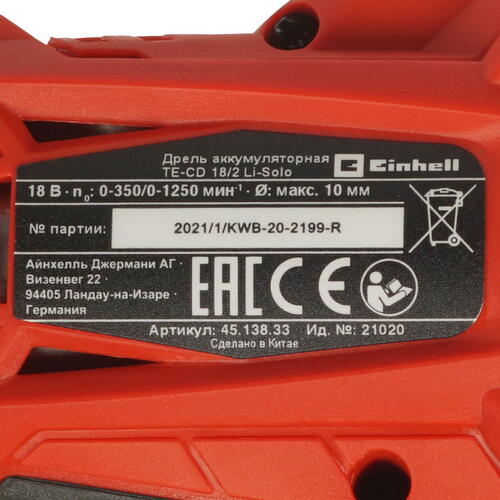 Дрель аккумуляторная
TE-CD 18/2 Li-Solo
Einhell
18 В · n₀: 0-350/0-1250 мин⁻¹ · Ø: макс. 10 мм
№ партии:
2021/1/KWB-20-2199-R
Айнхелль Джермани АГ ·
Визенвег 22 ·
94405 Ландау-на-Изаре ·
Германия
EAC CE
Артикул: 45.138.33 Ид. №: 21020
Сделано в Китае